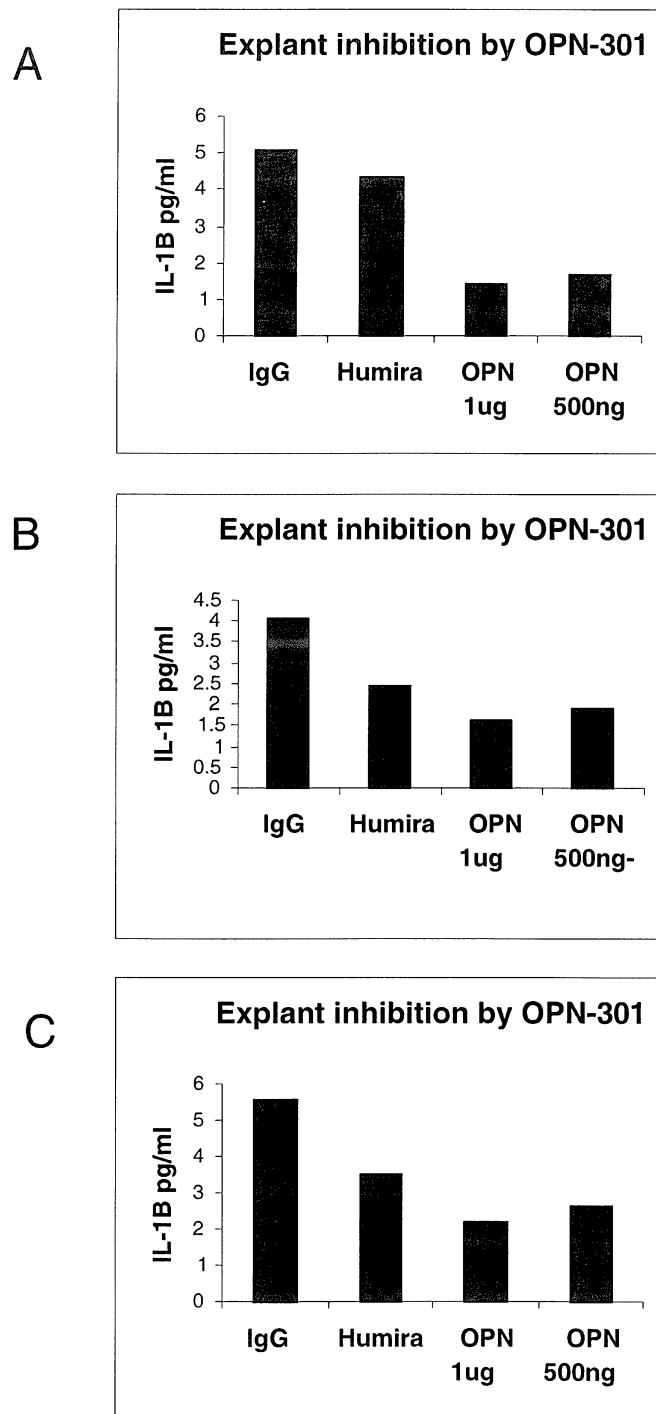 A
Explant inhibition by OPN-301
6
5
4
3
2
1
0
IL-1B pg/ml
IgG Humira OPN OPN
1ug 500ng
B
Explant inhibition by OPN-301
4.5
4
3.5
3
2.5
2
1.5
1
0.5
0
IL-1B pg/ml
IgG Humira OPN OPN
1ug 500ng-
C
Explant inhibition by OPN-301
6
5
4
3
2
1
0
IL-1B pg/ml
IgG Humira OPN OPN
1ug 500ng